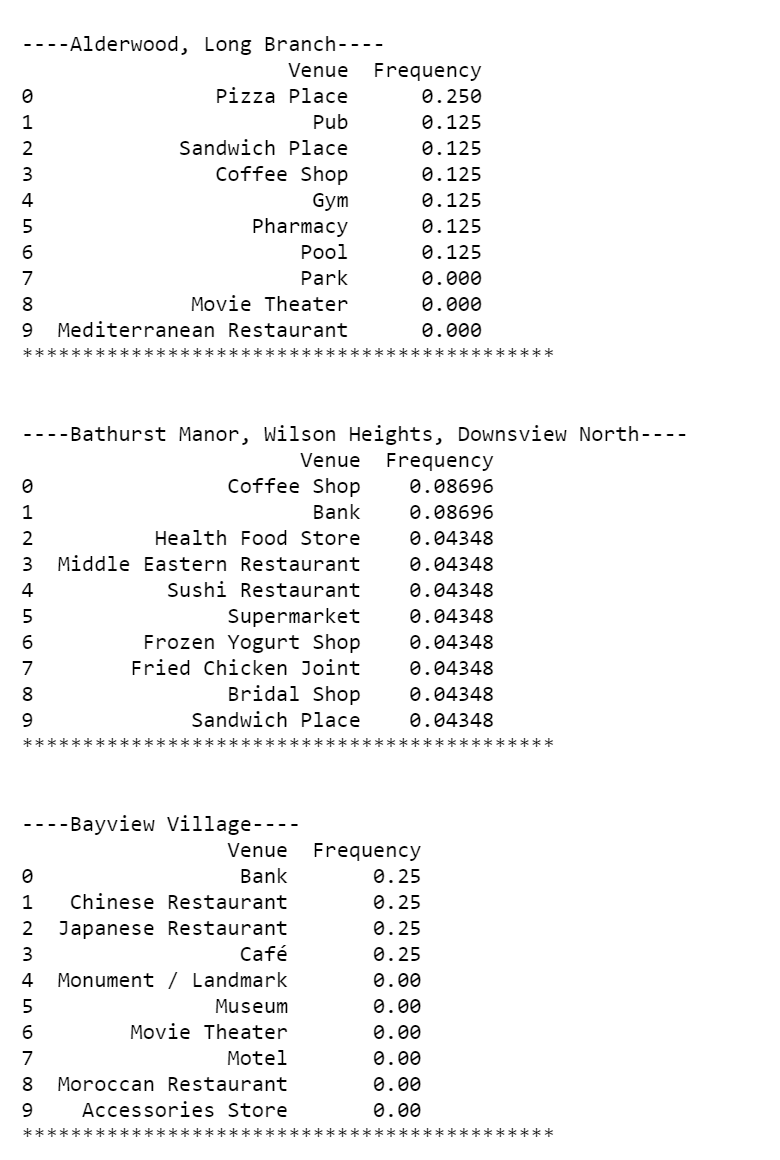 ----Alderwood, Long Branch----
                      Venue  Frequency
0               Pizza Place      0.250
1                       Pub      0.125
2            Sandwich Place      0.125
3               Coffee Shop      0.125
4                       Gym      0.125
5                  Pharmacy      0.125
6                      Pool      0.125
7                      Park      0.000
8             Movie Theater      0.000
9  Mediterranean Restaurant      0.000
********************************************
----Bathurst Manor, Wilson Heights, Downsview North----
                       Venue  Frequency
0                Coffee Shop    0.08696
1                       Bank    0.08696
2          Health Food Store    0.04348
3  Middle Eastern Restaurant    0.04348
4           Sushi Restaurant    0.04348
5                Supermarket    0.04348
6         Frozen Yogurt Shop    0.04348
7        Fried Chicken Joint    0.04348
8                Bridal Shop    0.04348
9             Sandwich Place    0.04348
********************************************
----Bayview Village----
                 Venue  Frequency
0                 Bank       0.25
1   Chinese Restaurant       0.25
2  Japanese Restaurant       0.25
3                 Café       0.25
4  Monument / Landmark       0.00
5               Museum       0.00
6        Movie Theater       0.00
7                Motel       0.00
8  Moroccan Restaurant       0.00
9    Accessories Store       0.00
********************************************